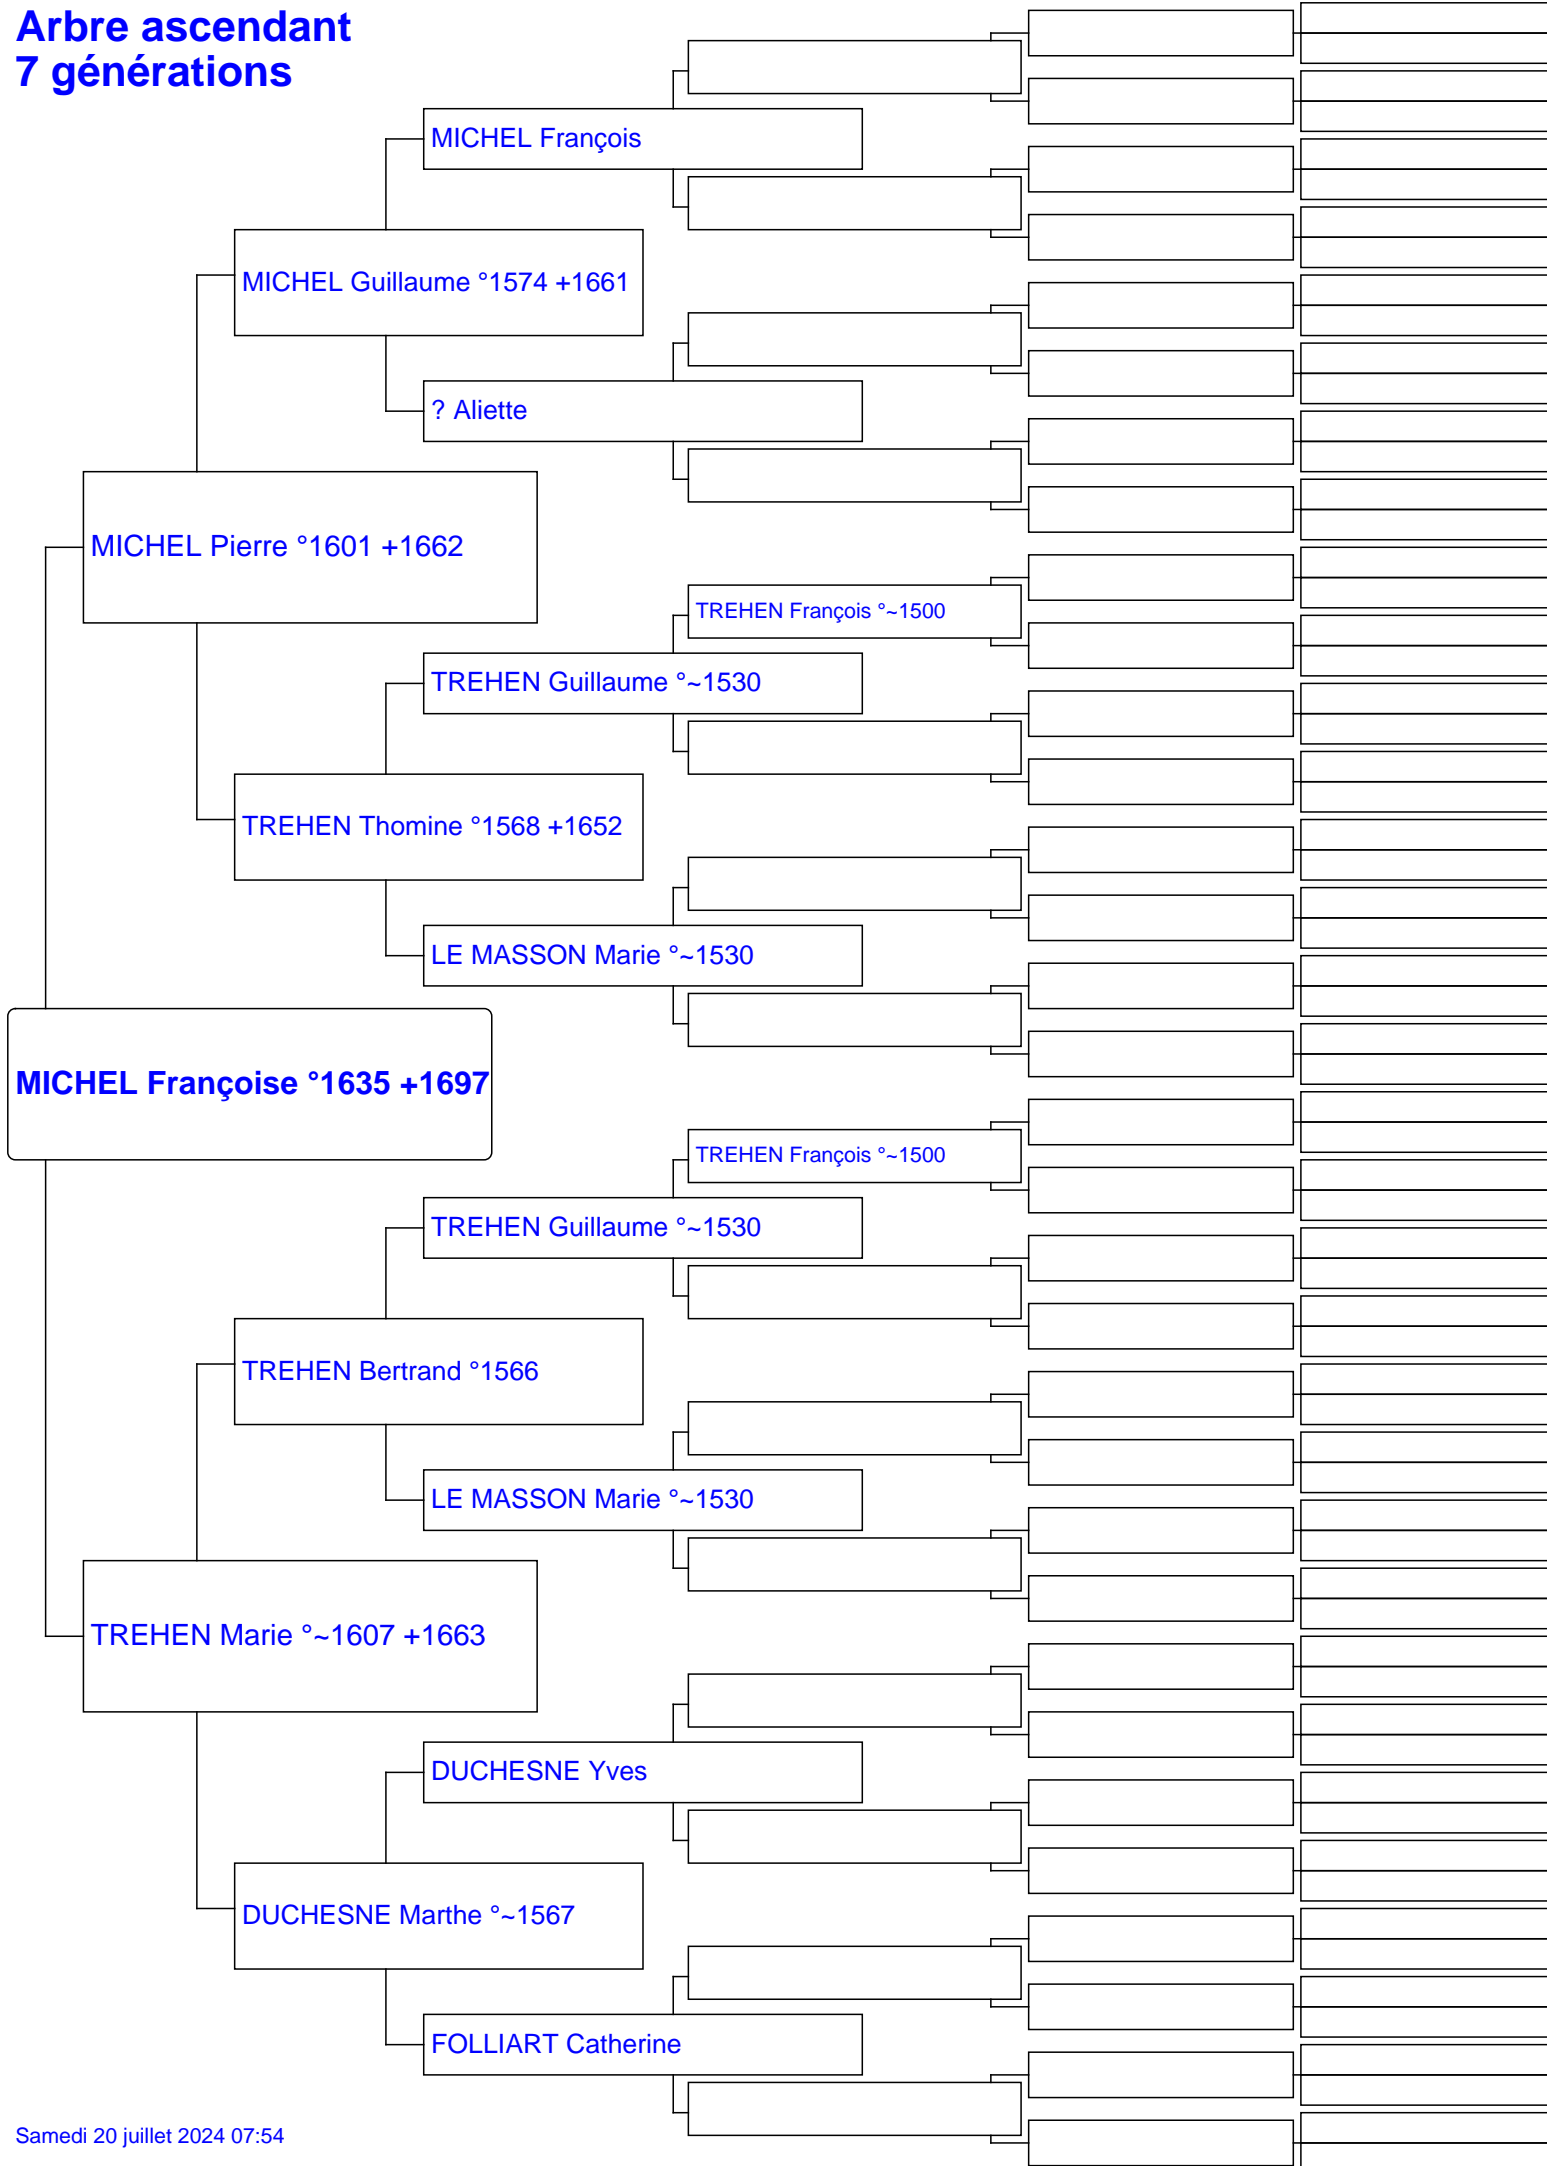 Arbre ascendant
7 générations
MICHEL François
MICHEL Guillaume °1574 +1661
? Aliette
MICHEL Pierre °1601 +1662
TREHEN François °~1500
TREHEN Guillaume °~1530
TREHEN Thomine °1568 +1652
LE MASSON Marie °~1530
MICHEL Françoise °1635 +1697
TREHEN François °~1500
TREHEN Guillaume °~1530
TREHEN Bertrand °1566
LE MASSON Marie °~1530
TREHEN Marie °~1607 +1663
DUCHESNE Yves
DUCHESNE Marthe °~1567
FOLLIART Catherine
Samedi 20 juillet 2024 07:54